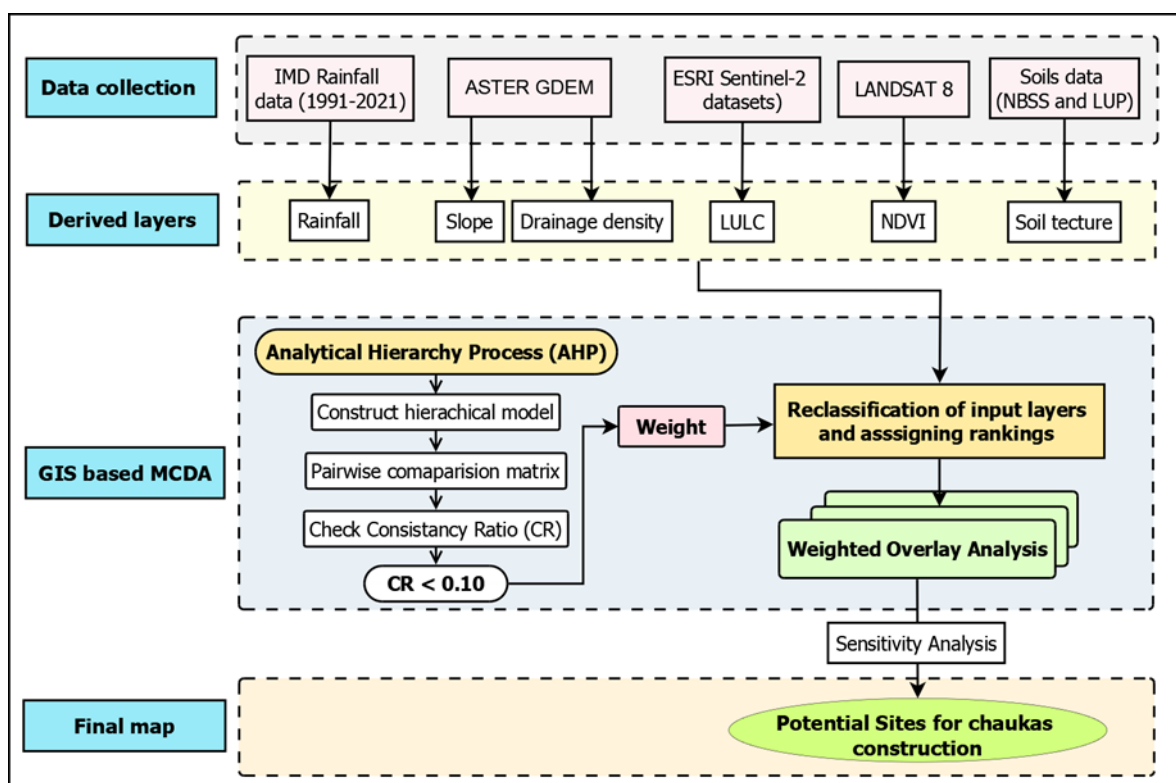 Data collection
IMD Rainfall
data (1991-2021)
ASTER GDEM
ESRI Sentinel-2
datasets)
LANDSAT 8
Soils data
(NBSS and LUP)
Derived layers
Rainfall
Slope
Drainage density
LULC
NDVI
Soil tecture
GIS based MCDA
Analytical Hierarchy Process (AHP)
Construct hierachical model
Pairwise comaparision matrix
Check Consistancy Ratio (CR)
CR < 0.10
Weight
Reclassification of input layers
and asssigning rankings
Weighted Overlay Analysis
Sensitivity Analysis
Final map
Potential Sites for chaukas
construction